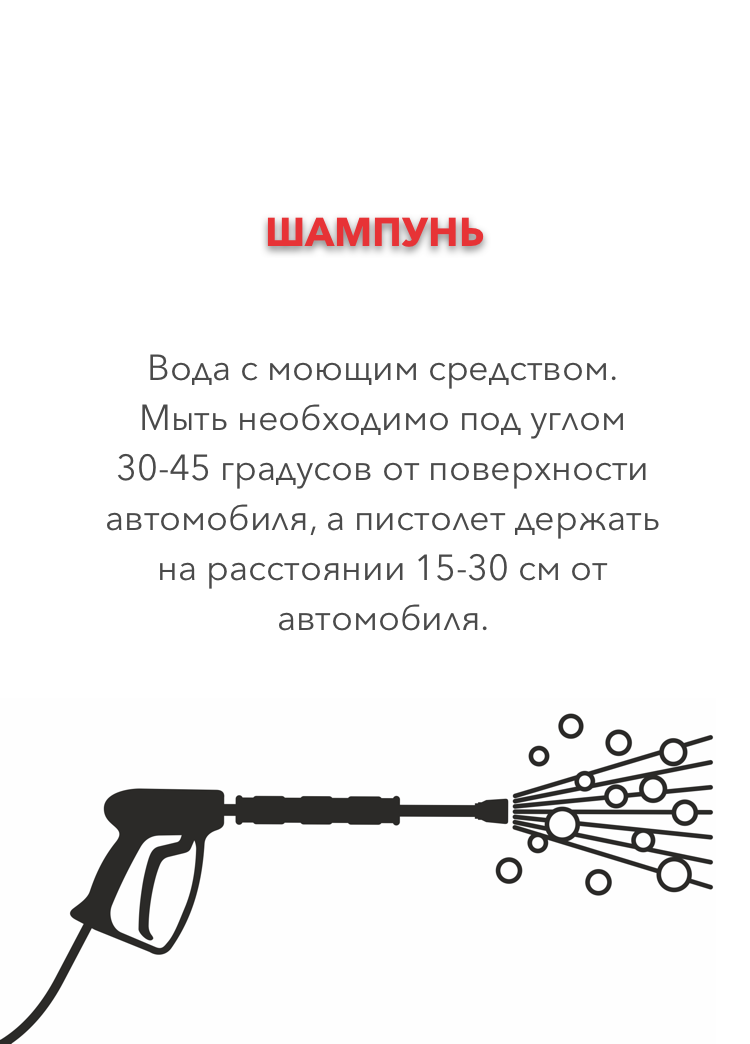 ШАМПУНЬ
Вода с моющим средством.
Мыть необходимо под углом
30-45 градусов от поверхности
автомобиля, а пистолет держать
на расстоянии 15-30 см от
автомобиля.